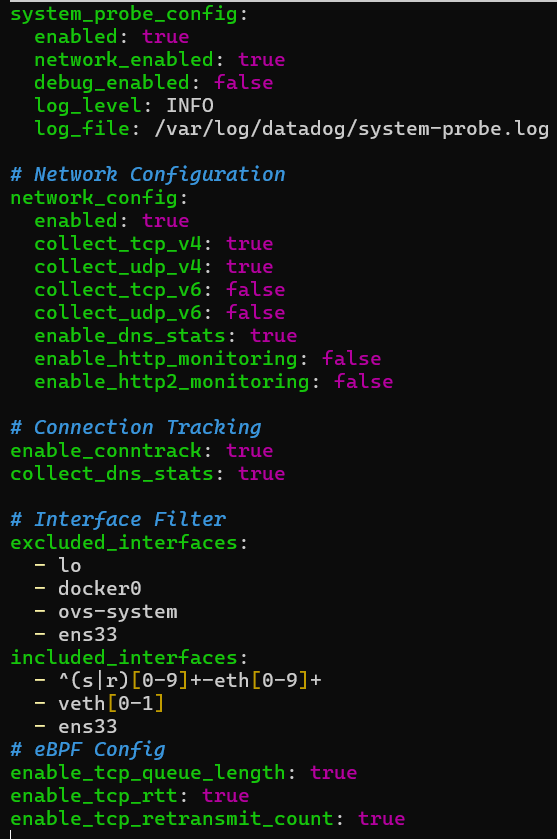 system_probe_config:
  enabled: true
  network_enabled: true
  debug_enabled: false
  log_level: INFO
  log_file: /var/log/datadog/system-probe.log

# Network Configuration
network_config:
  enabled: true
  collect_tcp_v4: true
  collect_udp_v4: true
  collect_tcp_v6: false
  collect_udp_v6: false
  enable_dns_stats: true
  enable_http_monitoring: false
  enable_http2_monitoring: false

# Connection Tracking
enable_conntrack: true
collect_dns_stats: true

# Interface Filter
excluded_interfaces:
  - lo
  - docker0
  - ovs-system
  - ens33
included_interfaces:
  - ^(s|r)[0-9]+-eth[0-9]+
  - veth[0-1]
  - ens33
# eBPF Config
enable_tcp_queue_length: true
enable_tcp_rtt: true
enable_tcp_retransmit_count: true